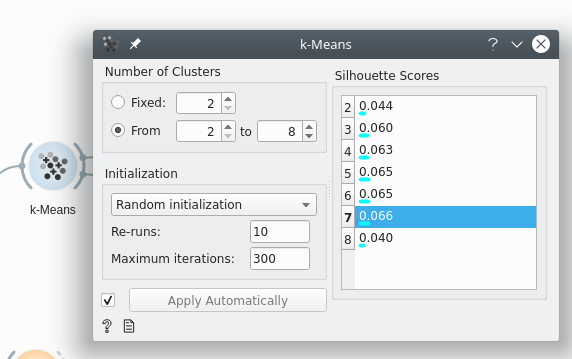 k-Means
Number of Clusters
Fixed: 2
From 2 to 8
Initialization
Random initialization
Re-runs: 10
Maximum iterations: 300
Apply Automatically
?
Silhouette Scores
2 0.044
3 0.060
4 0.063
5 0.065
6 0.065
7 0.066
8 0.040
k-Means